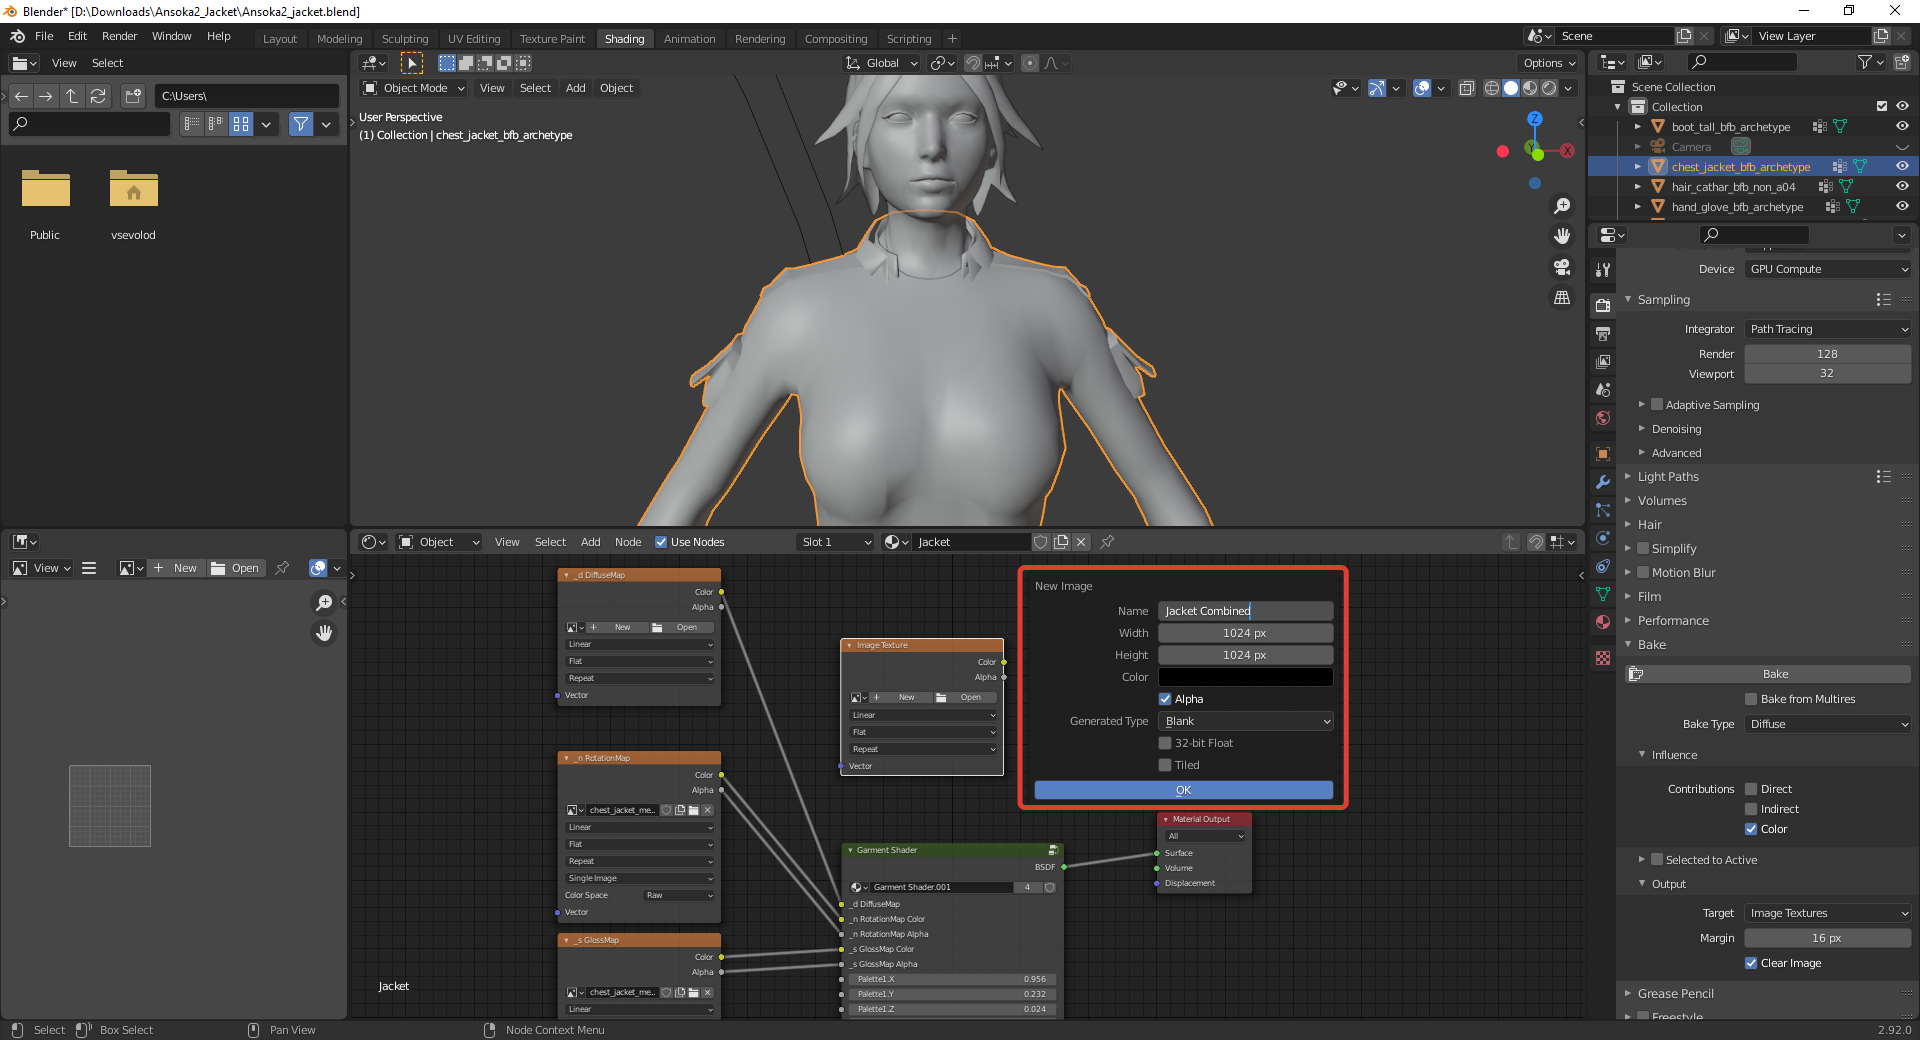 Blender* [D:\Downloads\Ansoka2_Jacket\Ansoka2_jacket.blend]
File Edit Render Window Help
Layout Modeling Sculpting UV Editing Texture Paint Shading Animation Rendering Compositing Scripting +
Scene
View Layer
View Select
C:\Users\
Public
vsevolod
Global
Options
Object Mode View Select Add Object
User Perspective
(1) Collection | chest_jacket_bfb_archetype
Z
Y
X
Scene Collection
Collection
boot_tall_bfb_archetype
Camera
chest_jacket_bfb_archetype
hair_cathar_bfb_non_a04
hand_glove_bfb_archetype
Device GPU Compute
Sampling
Integrator Path Tracing
Render 128
Viewport 32
Adaptive Sampling
Denoising
Advanced
Light Paths
Volumes
Hair
Simplify
Motion Blur
Film
Performance
Bake
Bake
Bake from Multires
Bake Type Diffuse
Influence
Contributions Direct
Indirect
Color
Selected to Active
Output
Target Image Textures
Margin 16 px
Clear Image
Grease Pencil
Freestyle
View New Open
Object View Select Add Node Use Nodes Slot 1 Jacket
_d DiffuseMap
Color
Alpha
New Open
Linear
Flat
Repeat
Vector
_n RotationMap
Color
Alpha
chest_jacket_me..
Linear
Flat
Repeat
Single Image
Color Space Raw
Vector
_s GlossMap
Color
Alpha
chest_jacket_me..
Linear
Image Texture
Color
Alpha
New Open
Linear
Flat
Repeat
Vector
Garment Shader
BSDF
Garment Shader.001 4
_d DiffuseMap
_n RotationMap Color
_n RotationMap Alpha
_s GlossMap Color
_s GlossMap Alpha
Palette1.X 0.956
Palette1.Y 0.232
Palette1.Z 0.024
New Image
Name Jacket Combined
Width 1024 px
Height 1024 px
Color
Alpha
Generated Type Blank
32-bit Float
Tiled
OK
Material Output
All
Surface
Volume
Displacement
Jacket
Select Box Select Pan View Node Context Menu 2.92.0